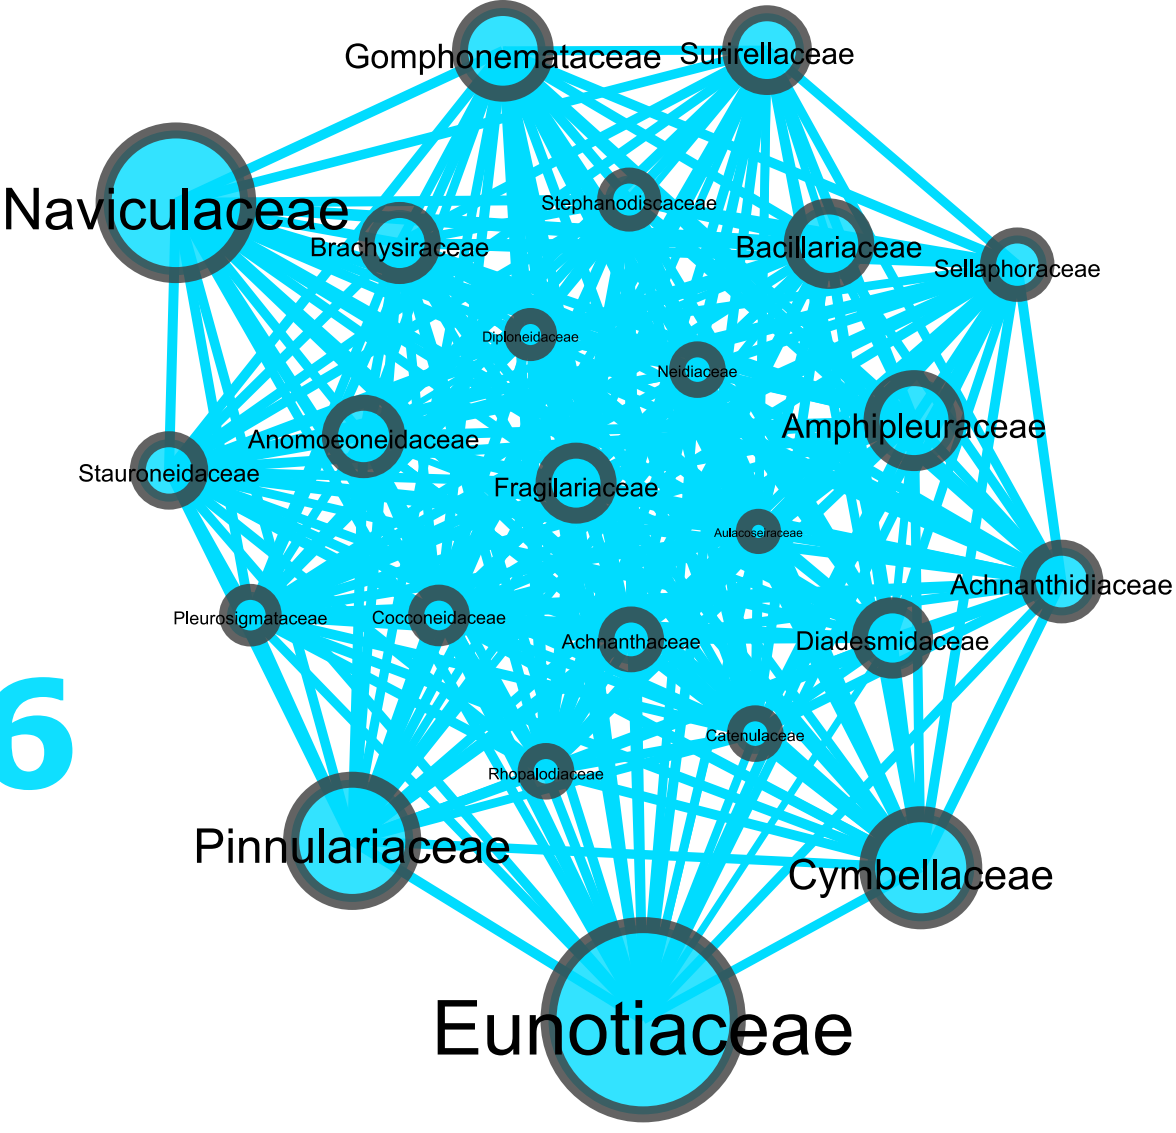 Gomphonemataceae
Surirellaceae
Naviculaceae
Stephanodiscaceae
Brachysiraceae
Bacillariaceae
Sellaphoraceae
Diploneidaceae
Neidiaceae
Anomoeoneidaceae
Amphipleuraceae
Stauroneidaceae
Fragilariaceae
Aulacoseiraceae
Achnanthidiaceae
Pleurosigmataceae
Cocconeidaceae
Achnanthaceae
Diadesmidaceae
6
Catenulaceae
Rhopalodiaceae
Pinnulariaceae
Cymbellaceae
Eunotiaceae